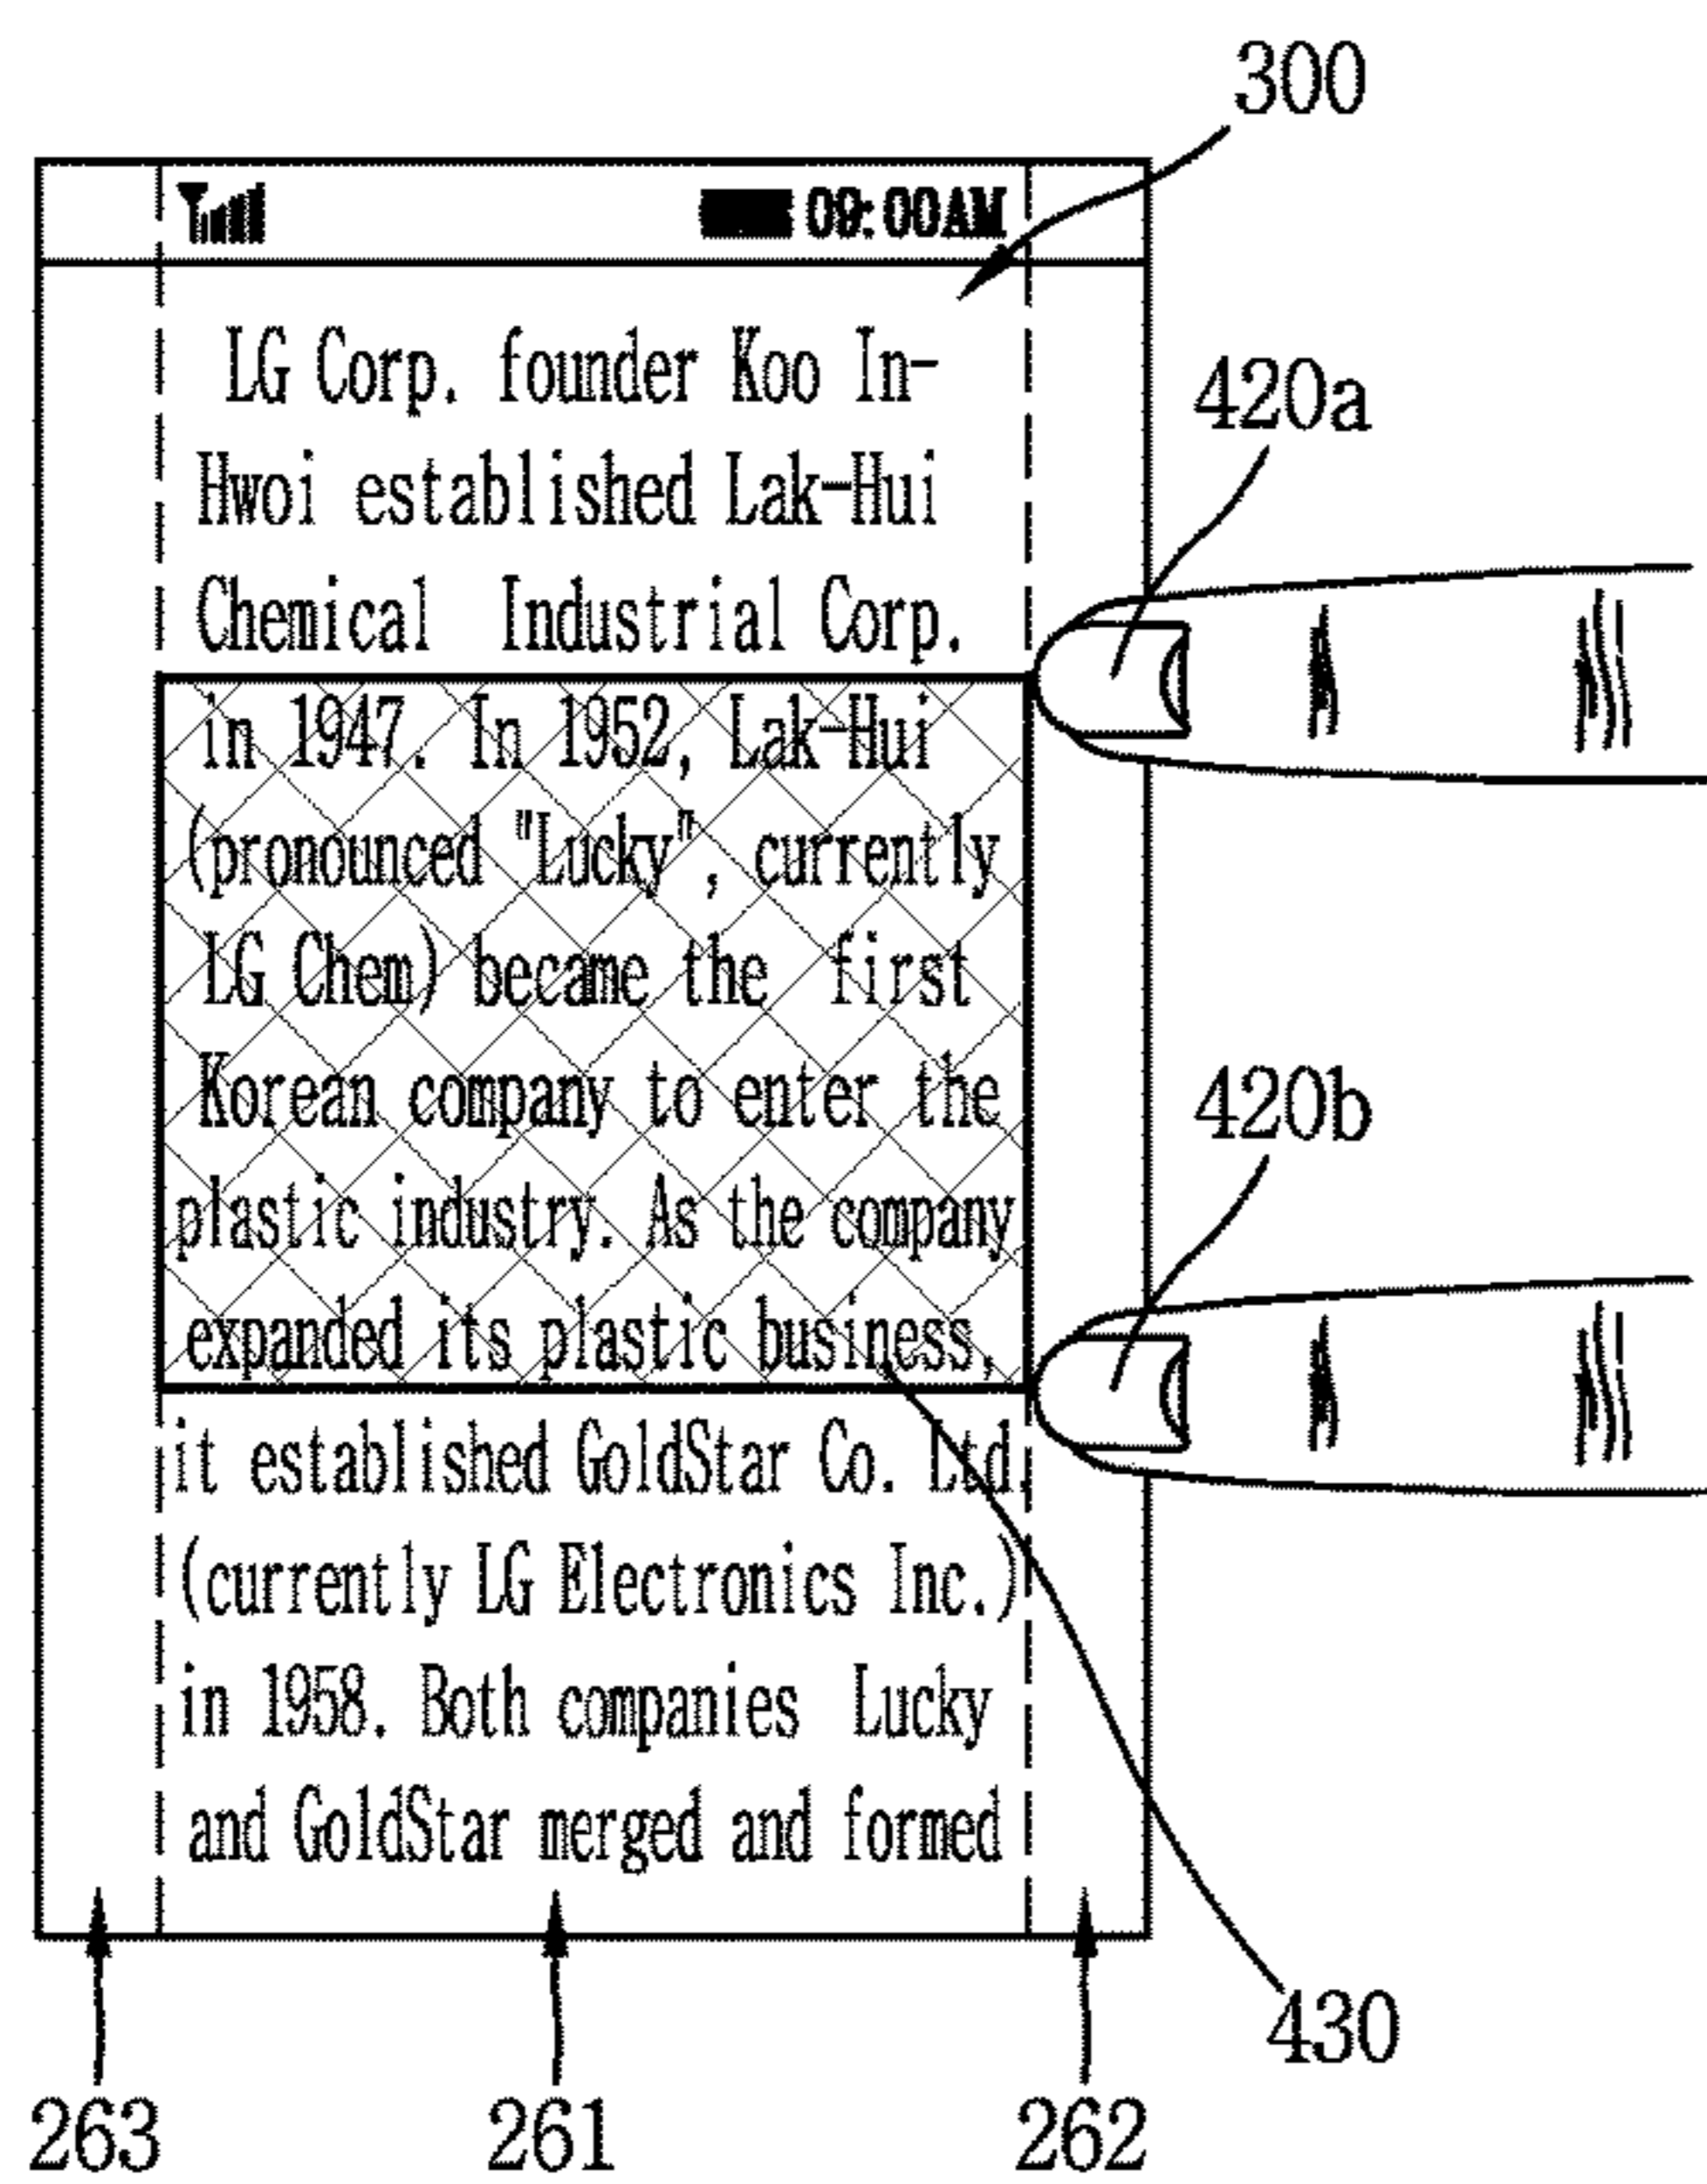 300
09:00AM
LG Corp. founder Koo In-
420a
Hwoi established Lak-Hui
Chemical Industrial Corp.
in 1947. In 1952, Lak-Hui
(pronounced "Lucky", currently
LG Chem) became the first
420b
Korean company to enter the
plastic industry. As the company
expanded its plastic business,
it established GoldStar Co. Ltd.
(currently LG Electronics Inc.)
in 1958. Both companies Lucky
and GoldStar merged and formed
430
263 261 262